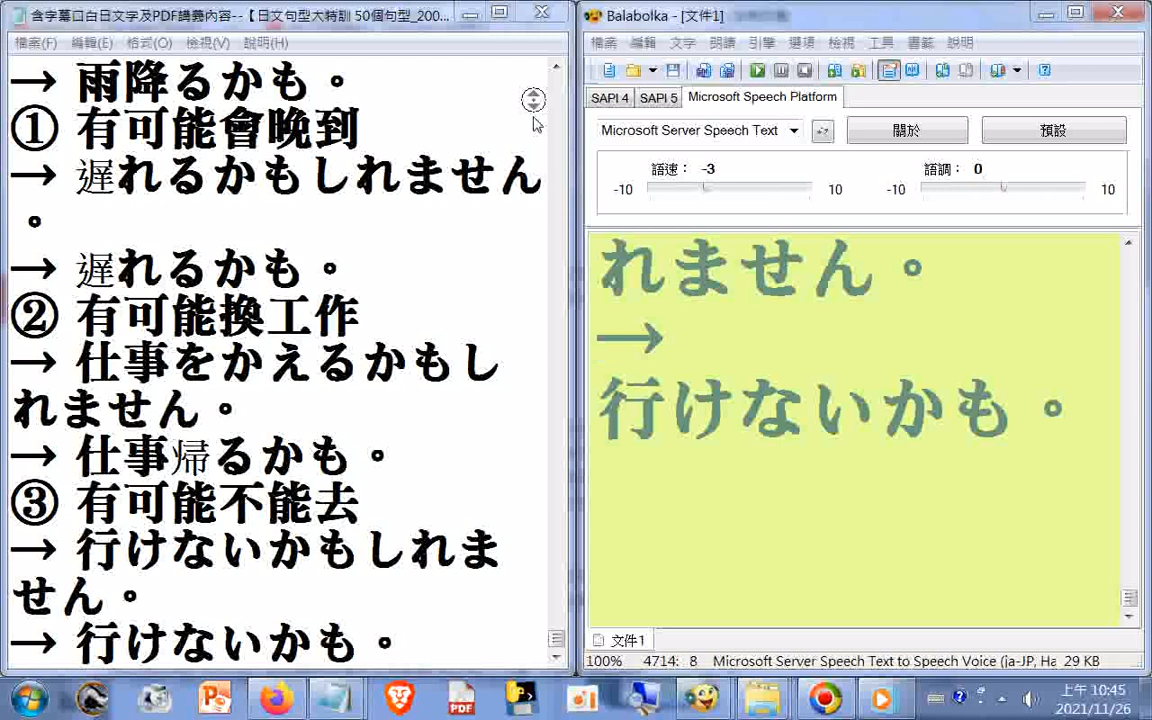 含字幕口白日文字及PDF講義內容--【日文句型大特訓 50個句型_200...
檔案(F) 編輯(E) 格式(O) 檢視(V) 說明(H)
→ 雨降るかも。
① 有可能會晚到
→ 遅れるかもしれません
。
→ 遅れるかも。
② 有可能換工作
→ 仕事をかえるかもし
れません。
→ 仕事帰るかも。
③ 有可能不能去
→ 行けないかもしれま
せん。
→ 行けないかも。
Balabolka - [文件1]
檔案 編輯 文字 朗讀 引擎 選項 檢視 工具 書籤 說明
SAPI 4 SAPI 5 Microsoft Speech Platform
Microsoft Server Speech Text 關於 預設
語速: -3 語調: 0
-10 10 -10 10
れません。
→
行けないかも。
文件1
100% 4714: 8 Microsoft Server Speech Text to Speech Voice (ja-JP, Ha 29 KB
上午 10:45
2021/11/26